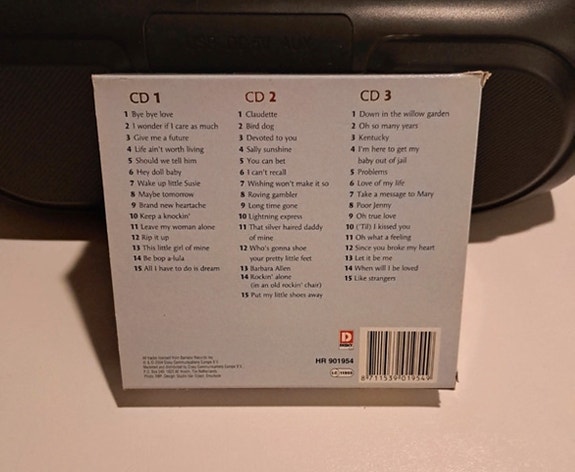 CD 1
1 Bye bye love
2 I wonder if I care as much
3 Give me a future
4 Life ain't worth living
5 Should we tell him
6 Hey doll baby
7 Wake up little Susie
8 Maybe tomorrow
9 Brand new heartache
10 Keep a knockin'
11 Leave my woman alone
12 Rip it up
13 This little girl of mine
14 Be bop a-lula
15 All I have to do is dream
CD 2
1 Claudette
2 Bird dog
3 Devoted to you
4 Sally sunshine
5 You can bet
6 I can't recall
7 Wishing won't make it so
8 Roving gambler
9 Long time gone
10 Lightning express
11 That silver haired daddy
of mine
12 Who's gonna shoe
your pretty little feet
13 Barbara Allen
14 Rockin' alone
(in an old rockin' chair)
15 Put my little shoes away
CD 3
1 Down in the willow garden
2 Oh so many years
3 Kentucky
4 I'm here to get my
baby out of jail
5 Problems
6 Love of my life
7 Take a message to Mary
8 Poor Jenny
9 Oh true love
10 ('Til) I kissed you
11 Oh what a feeling
12 Since you broke my heart
13 Let it be me
14 When will I be loved
15 Like strangers
HR 901954
8 711539 019549